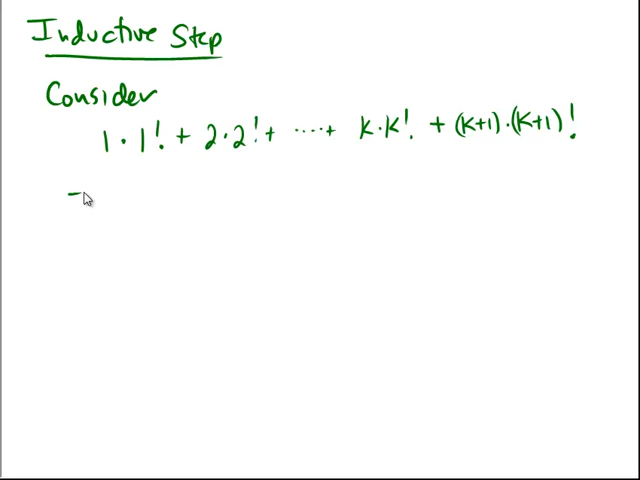 Inductive Step
Consider
1 · 1! + 2 · 2! + ····+ k · k! + (k+1) · (k+1)!